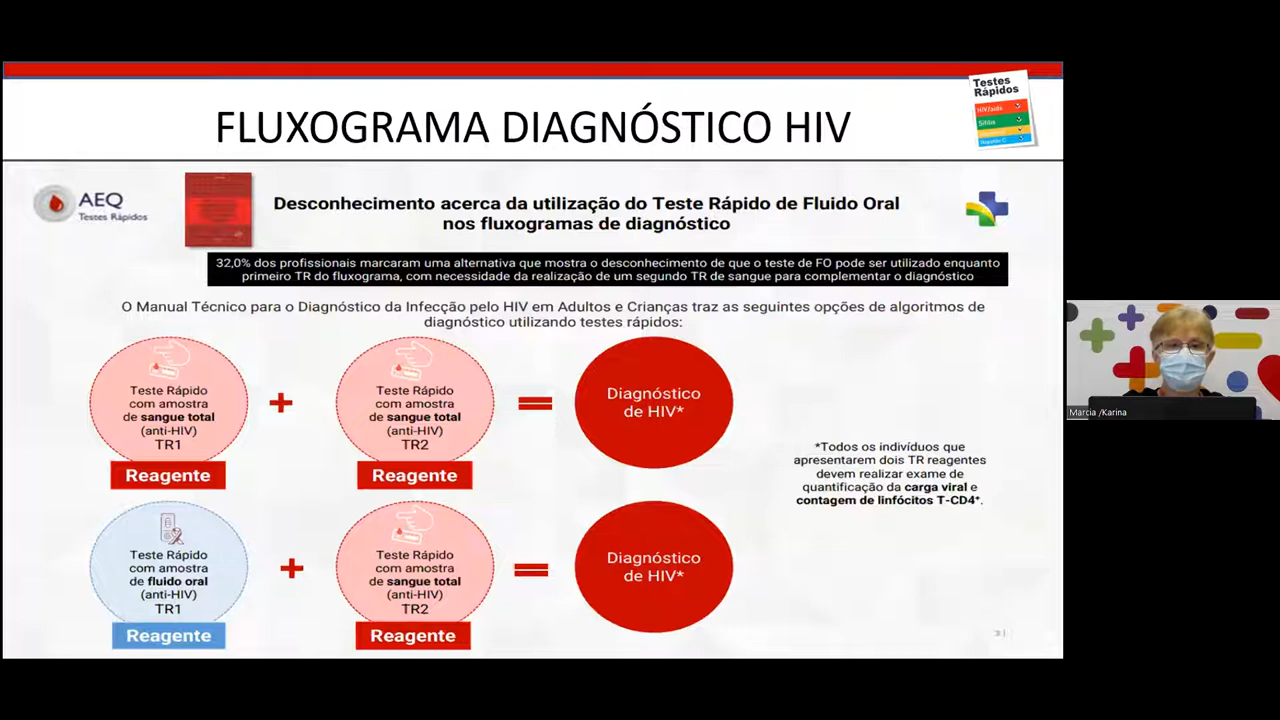 Testes
Rápidos
HIV/aids
Sífilis
Hepatite C
FLUXOGRAMA DIAGNÓSTICO HIV
AEQ
Testes Rápidos
Desconhecimento acerca da utilização do Teste Rápido de Fluido Oral
nos fluxogramas de diagnóstico
32,0% dos profissionais marcaram uma alternativa que mostra o desconhecimento de que o teste de FO pode ser utilizado enquanto
primeiro TR do fluxograma, com necessidade da realização de um segundo TR de sangue para complementar o diagnóstico
O Manual Técnico para o Diagnóstico da Infecção pelo HIV em Adultos e Crianças traz as seguintes opções de algoritmos de
diagnóstico utilizando testes rápidos:
Teste Rápido
com amostra
de sangue total
(anti-HIV)
TR1
Reagente
+
Teste Rápido
com amostra
de sangue total
(anti-HIV)
TR2
Reagente
=
Diagnóstico
de HIV*
*Todos os indivíduos que
apresentarem dois TR reagentes
devem realizar exame de
quantificação da carga viral e
contagem de linfócitos T-CD4⁺.
Teste Rápido
com amostra
de fluido oral
(anti-HIV)
TR1
Reagente
+
Teste Rápido
com amostra
de sangue total
(anti-HIV)
TR2
Reagente
=
Diagnóstico
de HIV*
Marcia /Karina